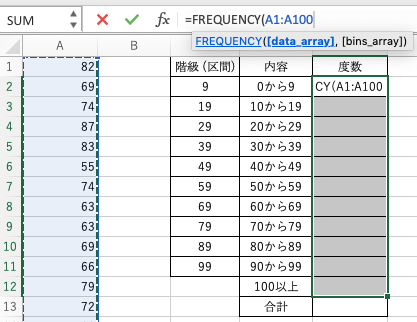 SUM =FREQUENCY(A1:A100
FREQUENCY([data_array], [bins_array])
A B C D E
1 82 階級（区間） 内容 度数
2 69 9 0から9 CY(A1:A100
3 74 19 10から19
4 87 29 20から29
5 83 39 30から39
6 55 49 40から49
7 74 59 50から59
8 63 69 60から69
9 63 79 70から79
10 69 89 80から89
11 66 99 90から99
12 79 100以上
13 72 合計